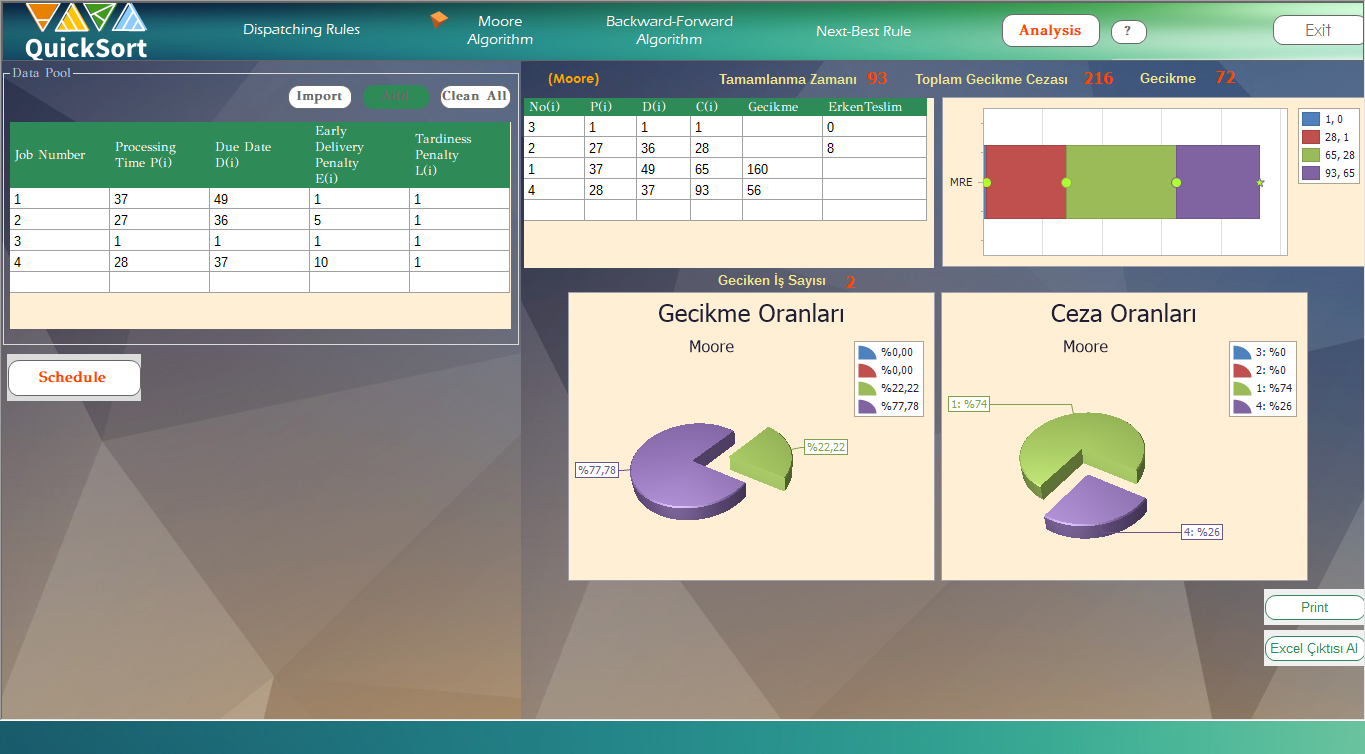 QuickSort
Dispatching Rules
Moore
Algorithm
Backward-Forward
Algorithm
Next-Best Rule
Analysis
?
Exit
Data Pool
Import
Clean All
Job Number
Processing
Time P(i)
Due Date
D(i)
Early
Delivery
Penalty
E(i)
Tardiness
Penalty
L(i)
1 37 49 1 1
2 27 36 5 1
3 1 1 1 1
4 28 37 10 1
Schedule
(Moore)
Tamamlanma Zamanı 93
Toplam Gecikme Cezası 216
Gecikme 72
No(i) P(i) D(i) C(i) Gecikme ErkenTeslim
3 1 1 1 0
2 27 36 28 8
1 37 49 65 160
4 28 37 93 56
MRE
1, 0
28, 1
65, 28
93, 65
Geciken İş Sayısı 2
Gecikme Oranları
Moore
%0,00
%0,00
%22,22
%77,78
%22,22
%77,78
Ceza Oranları
Moore
3: %0
2: %0
1: %74
4: %26
1: %74
4: %26
Print
Excel Çıktısı Al